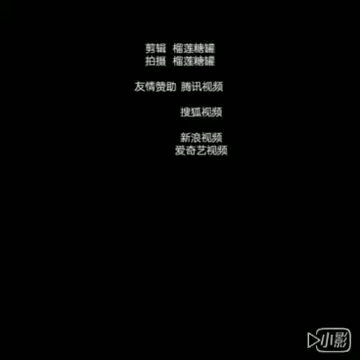 剪辑 榴莲糖罐
拍摄 榴莲糖罐
友情赞助 腾讯视频
搜狐视频
新浪视频
爱奇艺视频
小影